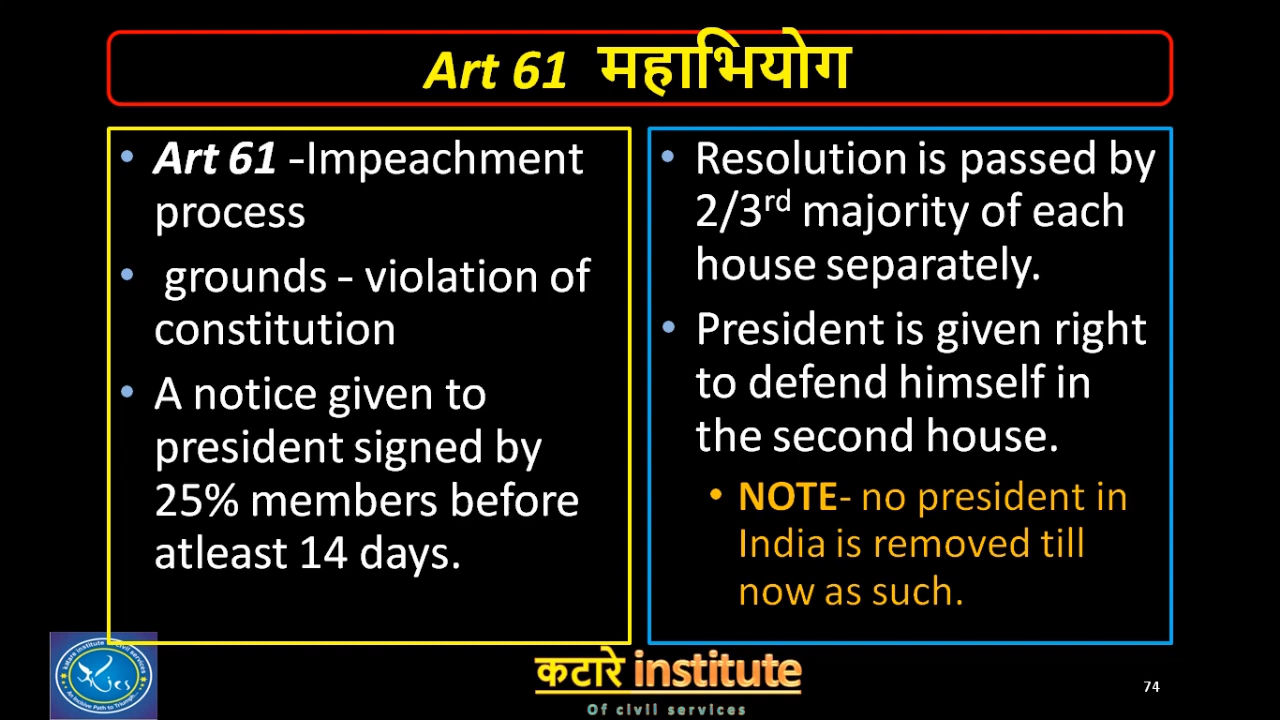 Art 61 महाभियोग
• Art 61 -Impeachment
process
• grounds - violation of
constitution
• A notice given to
president signed by
25% members before
atleast 14 days.
• Resolution is passed by
2/3rd majority of each
house separately.
• President is given right
to defend himself in
the second house.
• NOTE- no president in
India is removed till
now as such.
कटारे institute
Of civil services
74